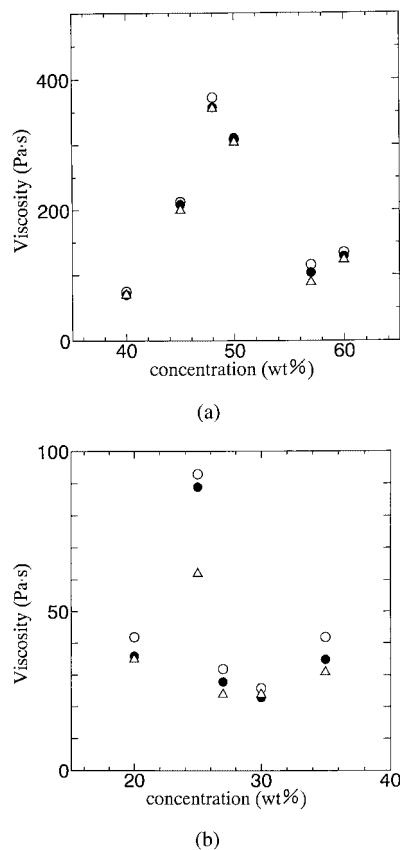 400
200
0
Viscosity (Pa·s)
40 50 60
concentration (wt%)
(a)
100
50
0
Viscosity (Pa·s)
20 30 40
concentration (wt%)
(b)